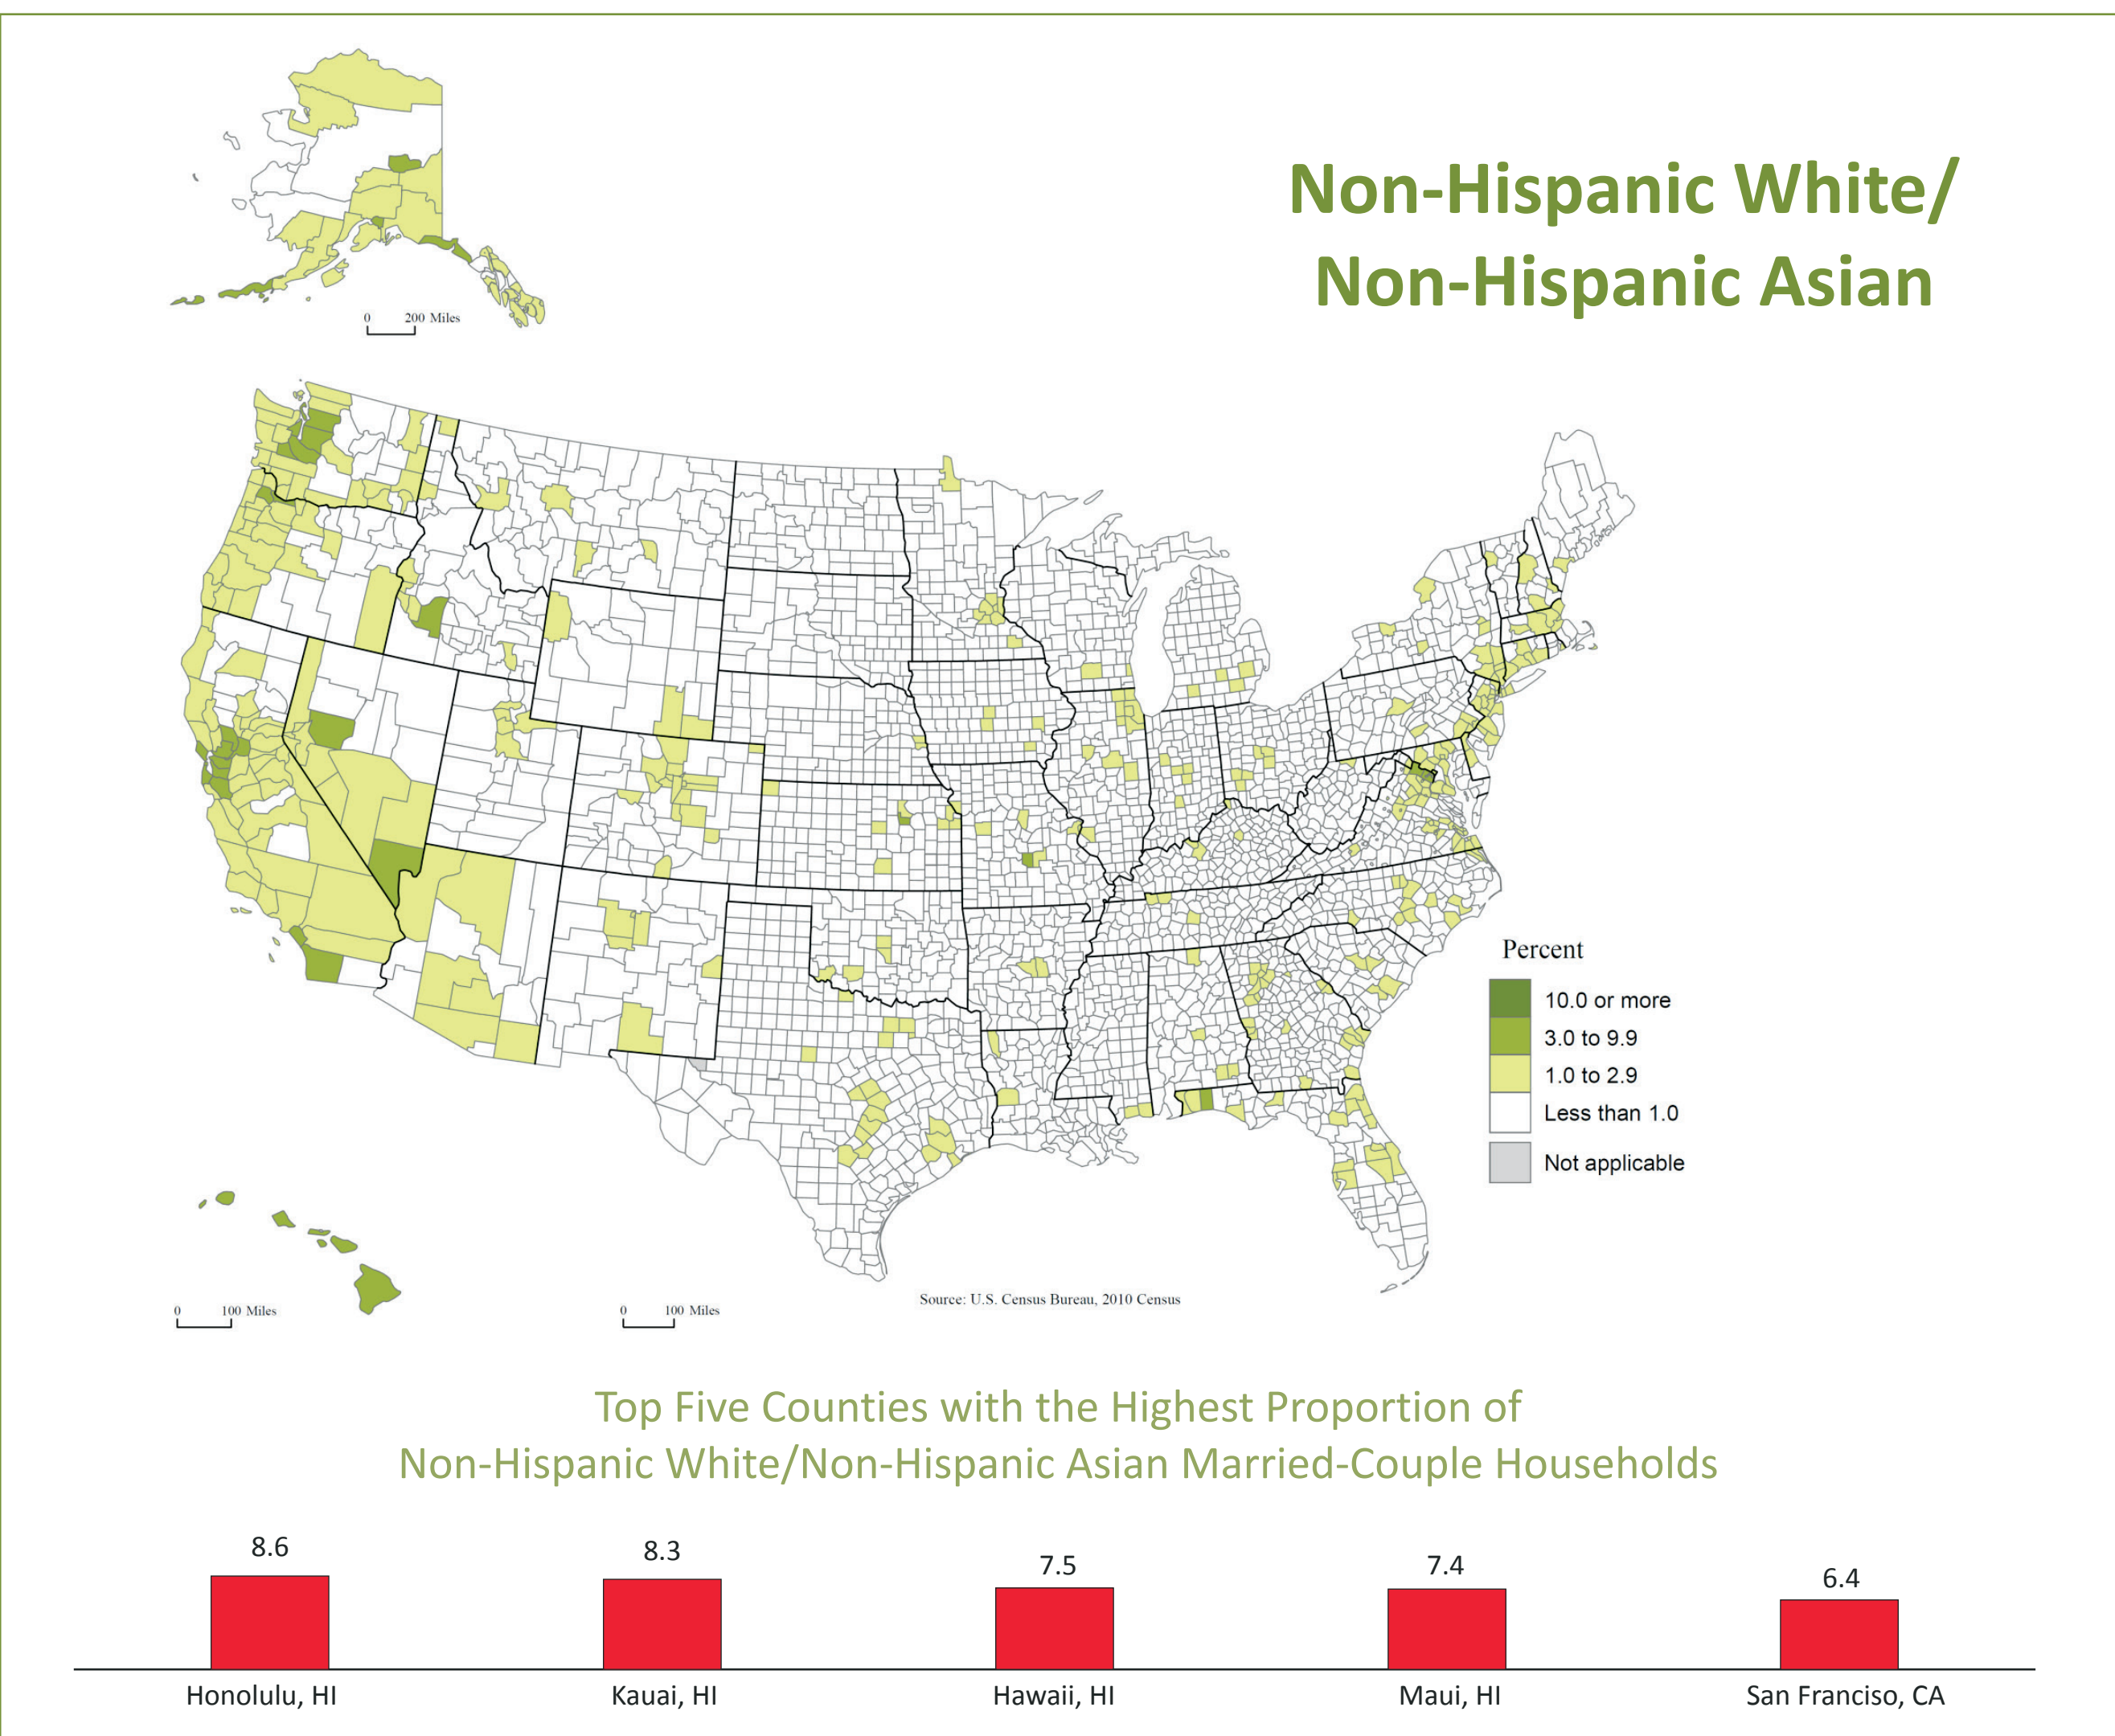 Non-Hispanic White/
Non-Hispanic Asian
0 200 Miles
Percent
10.0 or more
3.0 to 9.9
1.0 to 2.9
Less than 1.0
Not applicable
0 100 Miles
0 100 Miles
Source: U.S. Census Bureau, 2010 Census
Top Five Counties with the Highest Proportion of
Non-Hispanic White/Non-Hispanic Asian Married-Couple Households
8.6
8.3
7.5
7.4
6.4
Honolulu, HI
Kauai, HI
Hawaii, HI
Maui, HI
San Franciso, CA